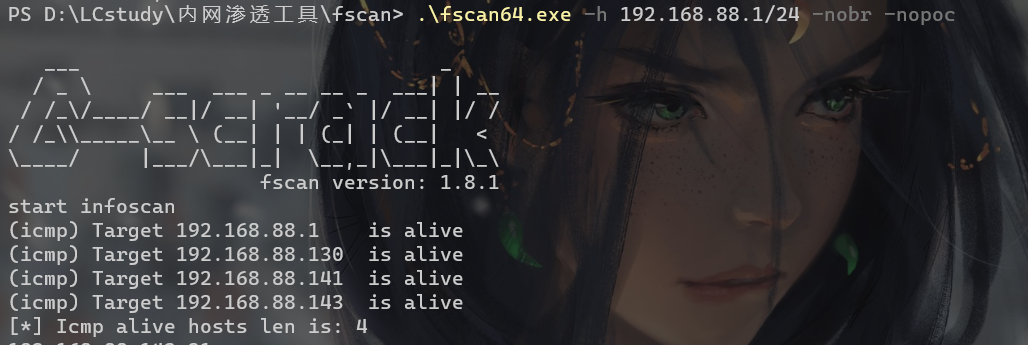 PS D:\LCstudy\内网渗透工具\fscan> .\fscan64.exe -h 192.168.88.1/24 -nobr -nopoc
fscan version: 1.8.1
start infoscan
(icmp) Target 192.168.88.1    is alive
(icmp) Target 192.168.88.130  is alive
(icmp) Target 192.168.88.141  is alive
(icmp) Target 192.168.88.143  is alive
[*] Icmp alive hosts len is: 4